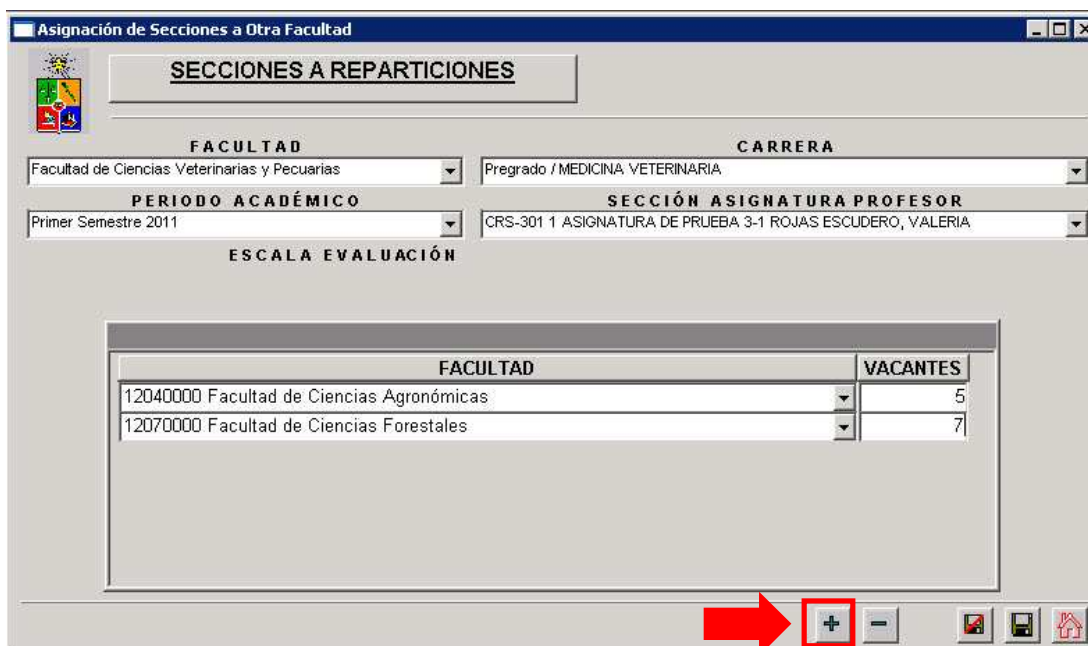 Asignación de Secciones a Otra Facultad
SECCIONES A REPARTICIONES
FACULTAD CARRERA
Facultad de Ciencias Veterinarias y Pecuarias Pregrado / MEDICINA VETERINARIA
PERIODO ACADÉMICO SECCIÓN ASIGNATURA PROFESOR
Primer Semestre 2011 CRS-301 1 ASIGNATURA DE PRUEBA 3-1 ROJAS ESCUDERO, VALERIA
ESCALA EVALUACIÓN
FACULTAD VACANTES
12040000 Facultad de Ciencias Agronómicas 5
12070000 Facultad de Ciencias Forestales 7